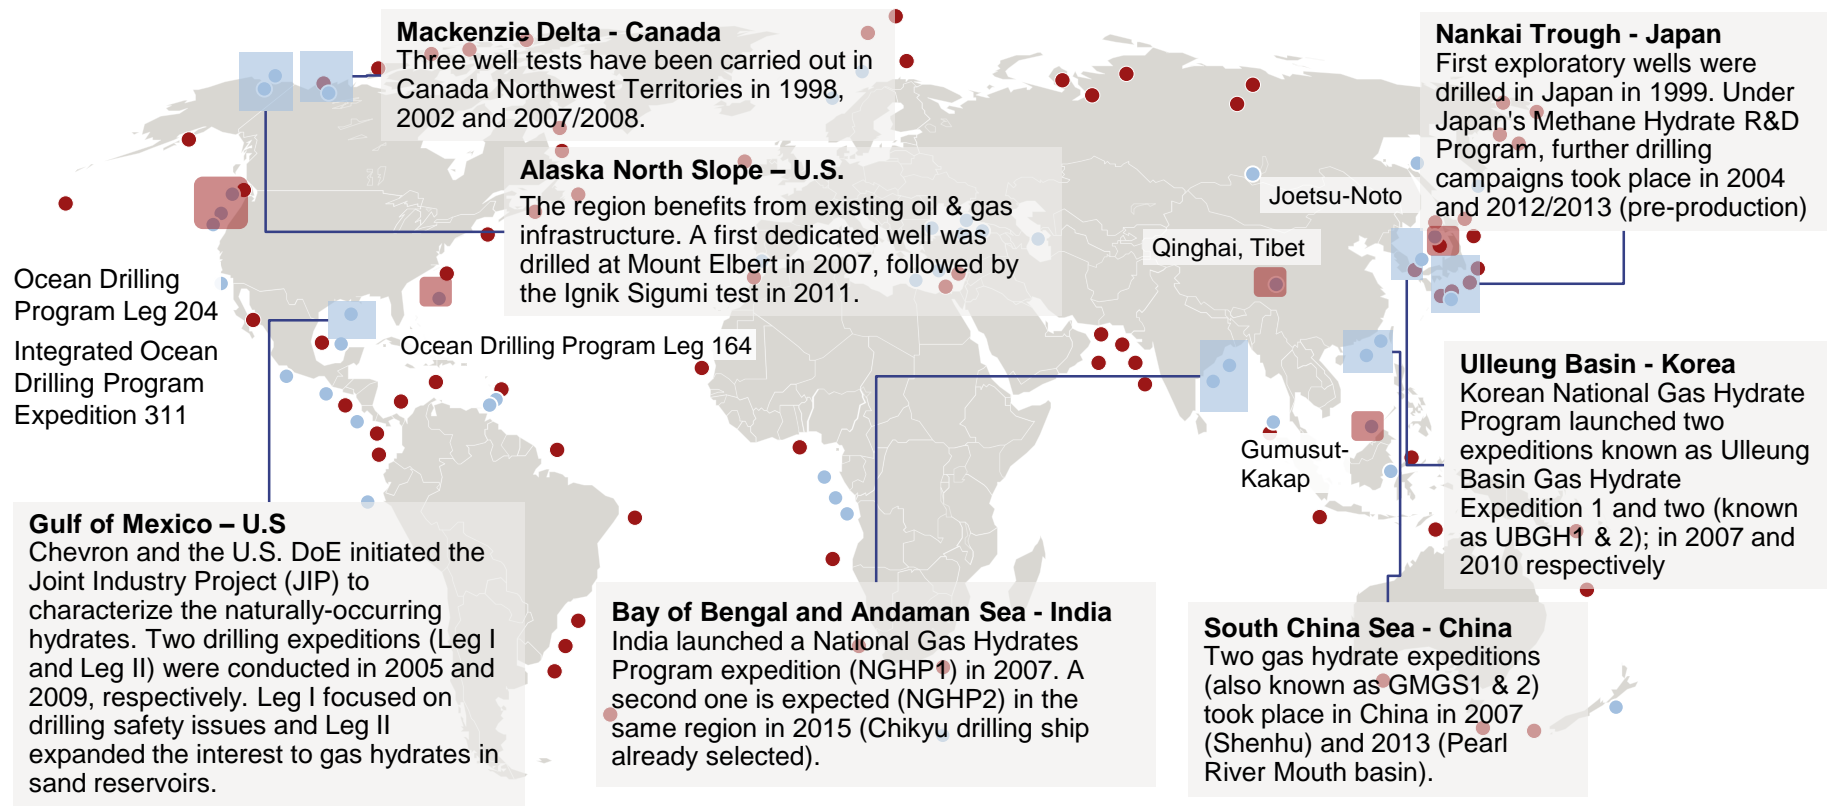 Mackenzie Delta - Canada
Three well tests have been carried out in
Canada Northwest Territories in 1998,
2002 and 2007/2008.
Nankai Trough - Japan
First exploratory wells were
drilled in Japan in 1999. Under
Japan's Methane Hydrate R&D
Program, further drilling
campaigns took place in 2004
and 2012/2013 (pre-production)
Alaska North Slope – U.S.
The region benefits from existing oil & gas
infrastructure. A first dedicated well was
drilled at Mount Elbert in 2007, followed by
the Ignik Sigumi test in 2011.
Joetsu-Noto
Qinghai, Tibet
Ocean Drilling
Program Leg 204
Integrated Ocean
Drilling Program
Expedition 311
Ocean Drilling Program Leg 164
Ulleung Basin - Korea
Korean National Gas Hydrate
Program launched two
expeditions known as Ulleung
Basin Gas Hydrate
Expedition 1 and two (known
as UBGH1 & 2); in 2007 and
2010 respectively
Gumusut-
Kakap
Gulf of Mexico – U.S
Chevron and the U.S. DoE initiated the
Joint Industry Project (JIP) to
characterize the naturally-occurring
hydrates. Two drilling expeditions (Leg I
and Leg II) were conducted in 2005 and
2009, respectively. Leg I focused on
drilling safety issues and Leg II
expanded the interest to gas hydrates in
sand reservoirs.
Bay of Bengal and Andaman Sea - India
India launched a National Gas Hydrates
Program expedition (NGHP1) in 2007. A
second one is expected (NGHP2) in the
same region in 2015 (Chikyu drilling ship
already selected).
South China Sea - China
Two gas hydrate expeditions
(also known as GMGS1 & 2)
took place in China in 2007
(Shenhu) and 2013 (Pearl
River Mouth basin).